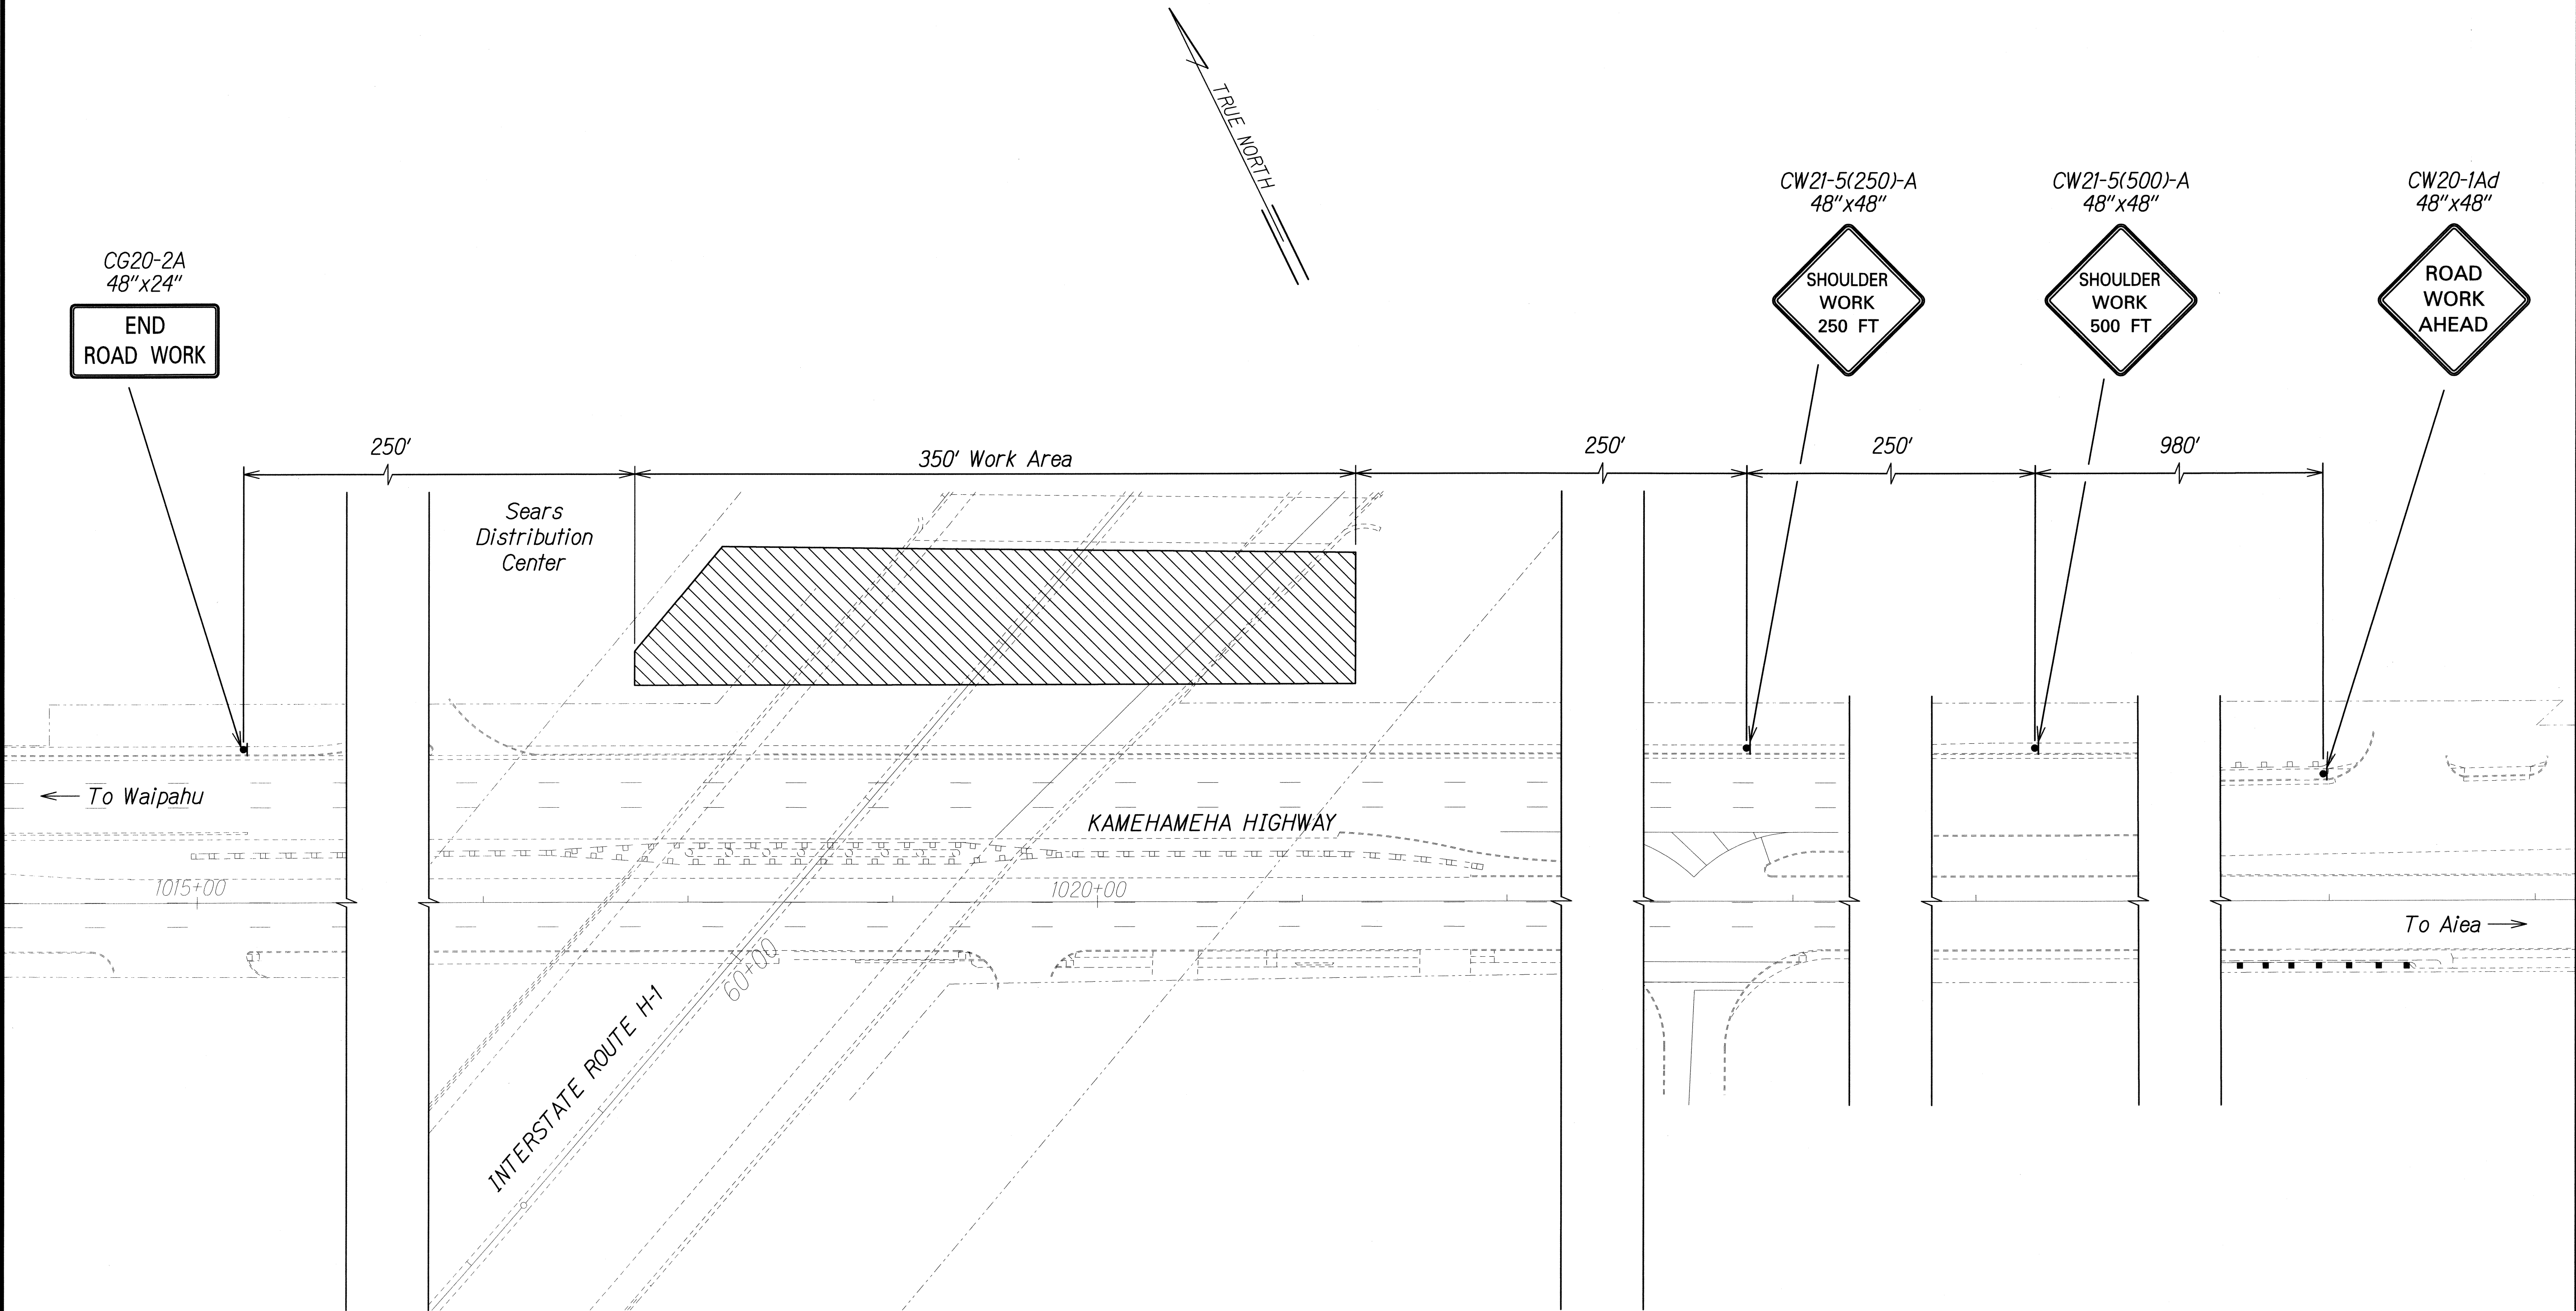 TRUE NORTH
CG20-2A
48"x24"
END
ROAD WORK
CW21-5(250)-A
48"x48"
SHOULDER
WORK
250 FT
CW21-5(500)-A
48"x48"
SHOULDER
WORK
500 FT
CW20-1Ad
48"x48"
ROAD
WORK
AHEAD
250'
350' Work Area
250'
250'
980'
Sears
Distribution
Center
To Waipahu
KAMEHAMEHA HIGHWAY
1015+00
1020+00
To Aiea
60+00
INTERSTATE ROUTE H-1